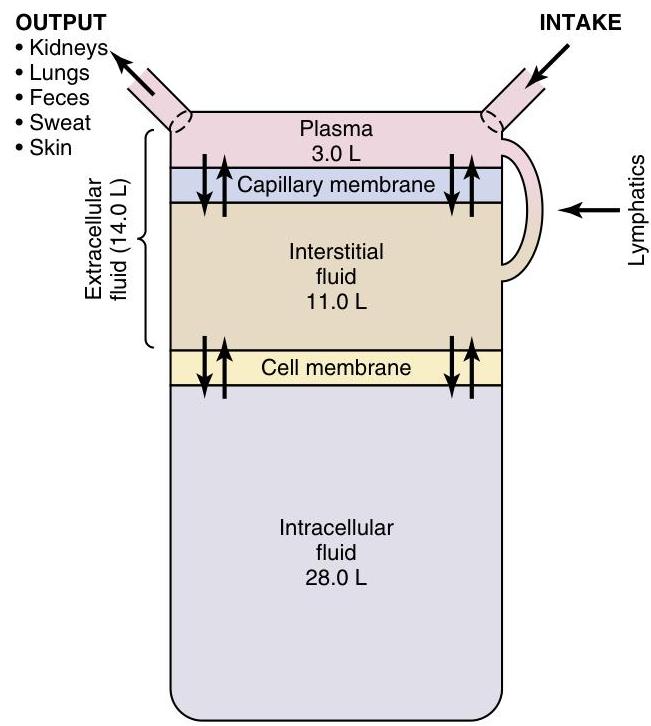 OUTPUT
• Kidneys
• Lungs
• Feces
• Sweat
• Skin
INTAKE
Plasma
3.0 L
Capillary membrane
Extracellular
fluid (14.0 L)
Lymphatics
Interstitial
fluid
11.0 L
Cell membrane
Intracellular
fluid
28.0 L